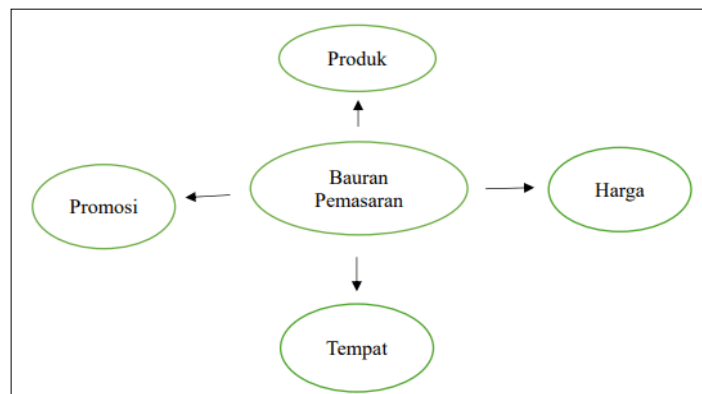 Produk
Bauran
Pemasaran
Promosi
Harga
Tempat